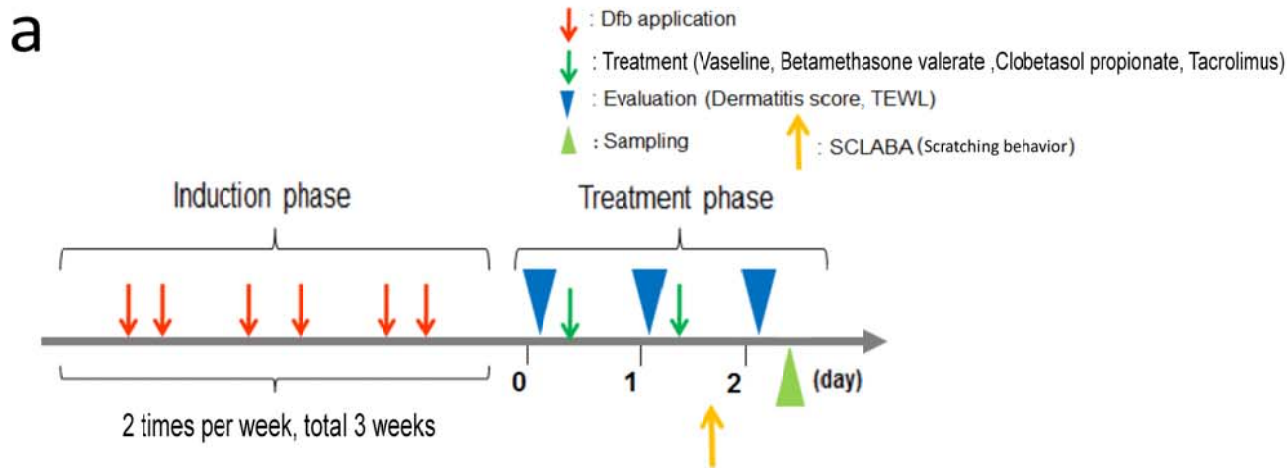 a
: Dfb application
: Treatment (Vaseline, Betamethasone valerate ,Clobetasol propionate, Tacrolimus)
: Evaluation (Dermatitis score, TEWL)
: Sampling
: SCLABA (Scratching behavior)
Induction phase
Treatment phase
0
1
2
(day)
2 times per week, total 3 weeks